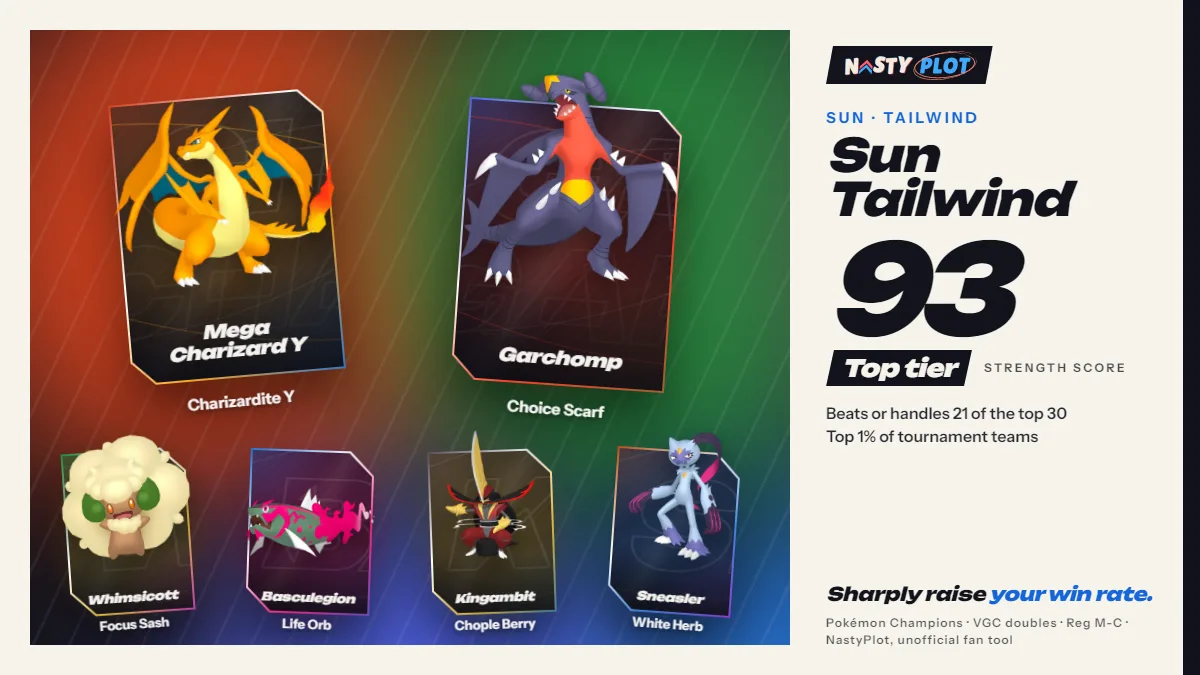 Mega
Charizard Y
Charizardite Y
Garchomp
Choice Scarf
Whimsicott
Focus Sash
Basculegion
Life Orb
Kingambit
Chople Berry
Sneasler
White Herb
NASTY PLOT
SUN · TAILWIND
Sun
Tailwind
93
Top tier
STRENGTH SCORE
Beats or handles 21 of the top 30
Top 1% of tournament teams
Sharply raise your win rate.
Pokémon Champions · VGC doubles · Reg M-C ·
NastyPlot, unofficial fan tool